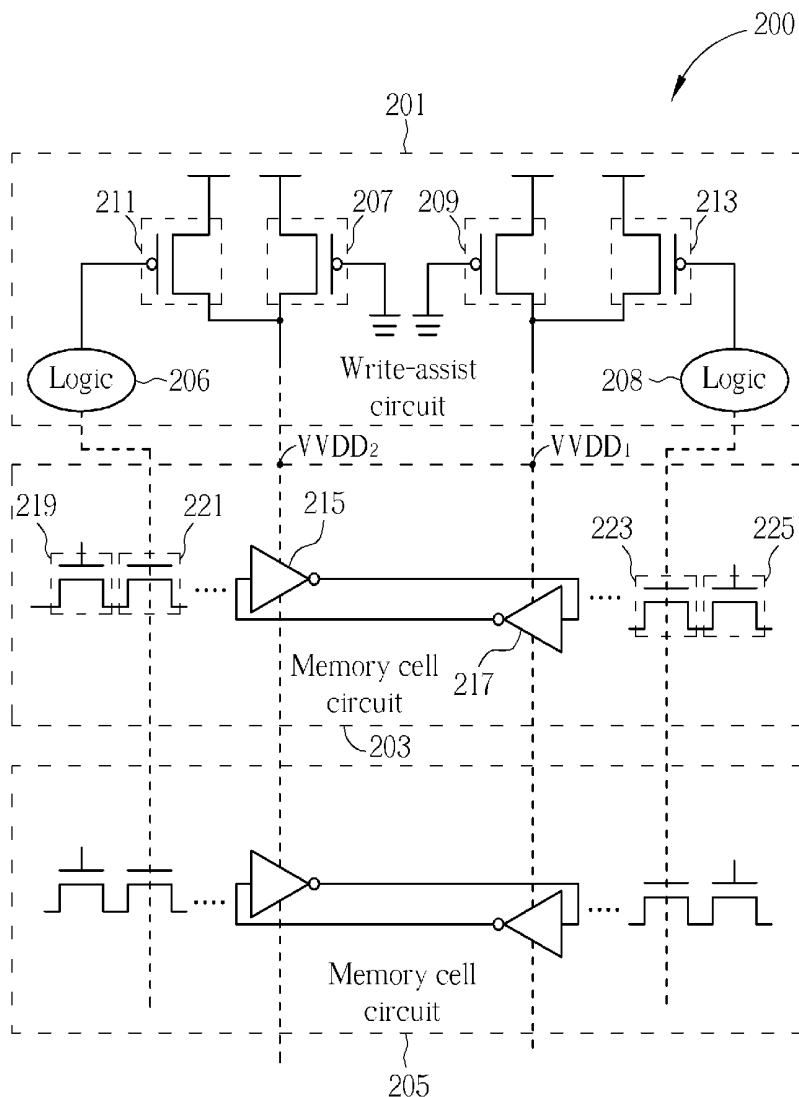 200
201
211
207
209
213
Logic
206
Write-assist
circuit
208
Logic
VVDD2
VVDD1
219
221
215
223
225
....
....
217
Memory cell
circuit
203
....
....
Memory cell
circuit
205